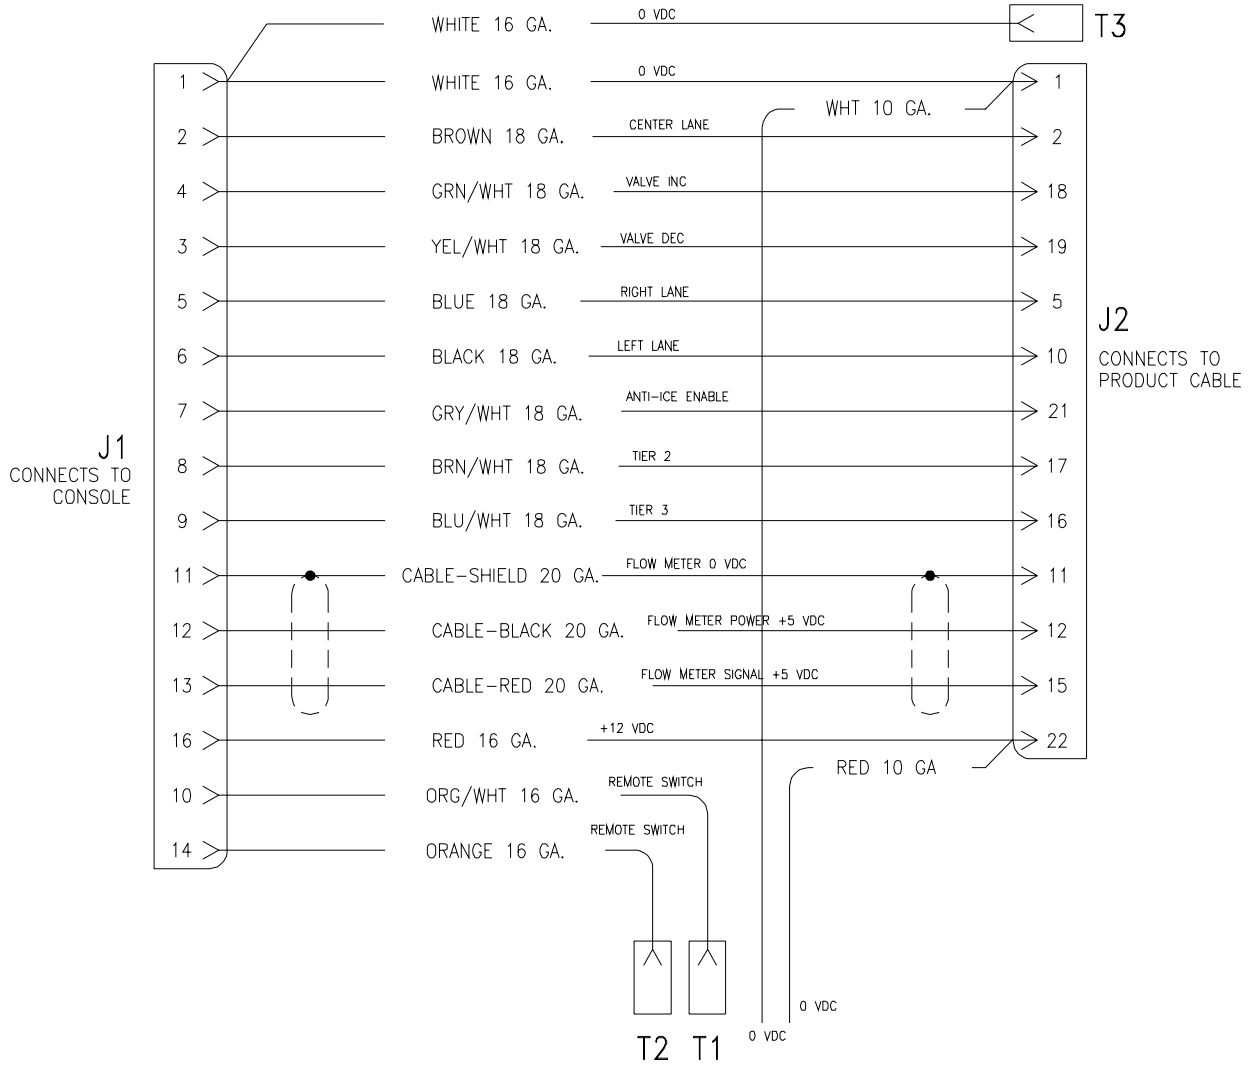 WHITE 16 GA. 0 VDC T3
1 WHITE 16 GA. 0 VDC 1
WHT 10 GA.
2 BROWN 18 GA. CENTER LANE 2
4 GRN/WHT 18 GA. VALVE INC 18
3 YEL/WHT 18 GA. VALVE DEC 19
5 BLUE 18 GA. RIGHT LANE 5
J2
CONNECTS TO
PRODUCT CABLE
6 BLACK 18 GA. LEFT LANE 10
7 GRY/WHT 18 GA. ANTI-ICE ENABLE 21
J1
CONNECTS TO
CONSOLE
8 BRN/WHT 18 GA. TIER 2 17
9 BLU/WHT 18 GA. TIER 3 16
11 CABLE-SHIELD 20 GA. FLOW METER 0 VDC 11
12 CABLE-BLACK 20 GA. FLOW METER POWER +5 VDC 12
13 CABLE-RED 20 GA. FLOW METER SIGNAL +5 VDC 15
16 RED 16 GA. +12 VDC 22
RED 10 GA
10 ORG/WHT 16 GA. REMOTE SWITCH
14 ORANGE 16 GA. REMOTE SWITCH
0 VDC
0 VDC
T2 T1